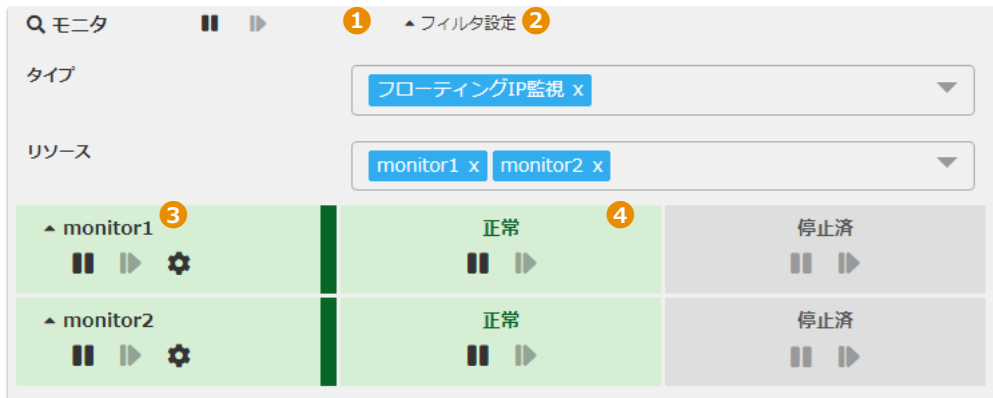 モニタ 1 フィルタ設定 2
タイプ フローティングIP監視 x
リソース monitor1 x monitor2 x
monitor1 3 正常 4 停止済
monitor2 正常 停止済